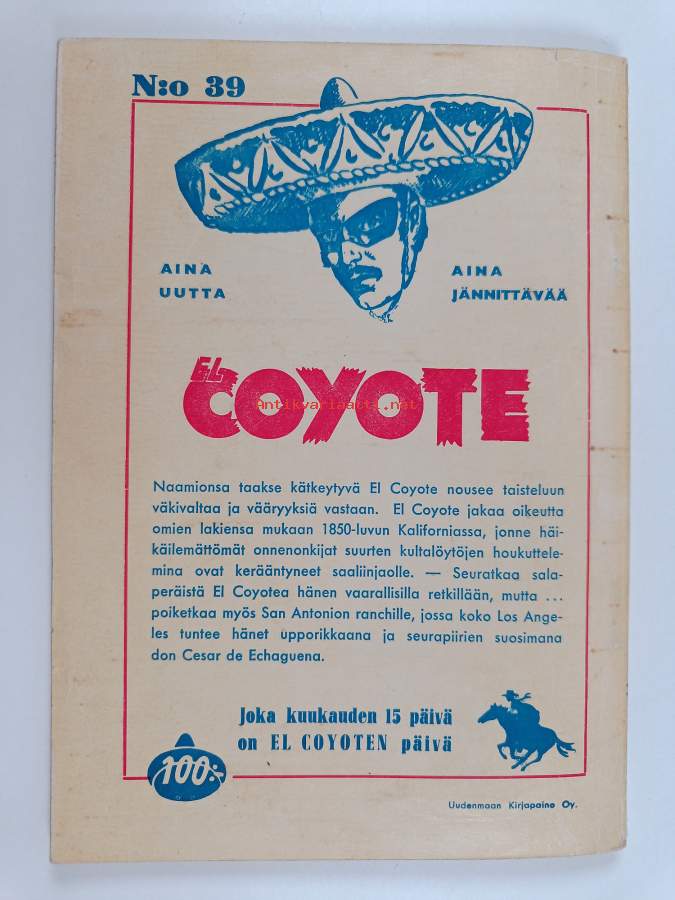 N:o 39
AINA
UUTTA
AINA
JÄNNITTÄVÄÄ
EL
COYOTE
Antikvariaatti.net
Naamionsa taakse kätkeytyvä El Coyote nousee taisteluun
väkivaltaa ja vääryyksiä vastaan. El Coyote jakaa oikeutta
omien lakiensa mukaan 1850-luvun Kaliforniassa, jonne häi-
käilemättömät onnenonkijat suurten kultalöytöjen houkuttele-
mina ovat kerääntyneet saaliinjaolle. — Seuratkaa sala-
peräistä El Coyotea hänen vaarallisilla retkillään, mutta ...
poiketkaa myös San Antonion ranchille, jossa koko Los Ange-
les tuntee hänet upporikkaana ja seurapiirien suosimana
don Cesar de Echaguena.
Joka kuukauden 15 päivä
on EL COYOTEN päivä
100:-
Uudenmaan Kirjapaino Oy.